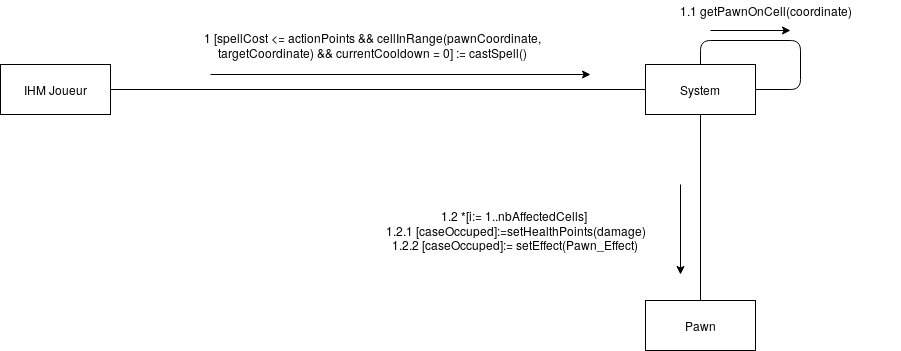 1.1 getPawnOnCell(coordinate)
1 [spellCost <= actionPoints && cellInRange(pawnCoordinate,
targetCoordinate) && currentCooldown = 0] := castSpell()
IHM Joueur
System
1.2 *[i:= 1..nbAffectedCells]
1.2.1 [caseOccuped]:=setHealthPoints(damage)
1.2.2 [caseOccuped]:= setEffect(Pawn_Effect)
Pawn